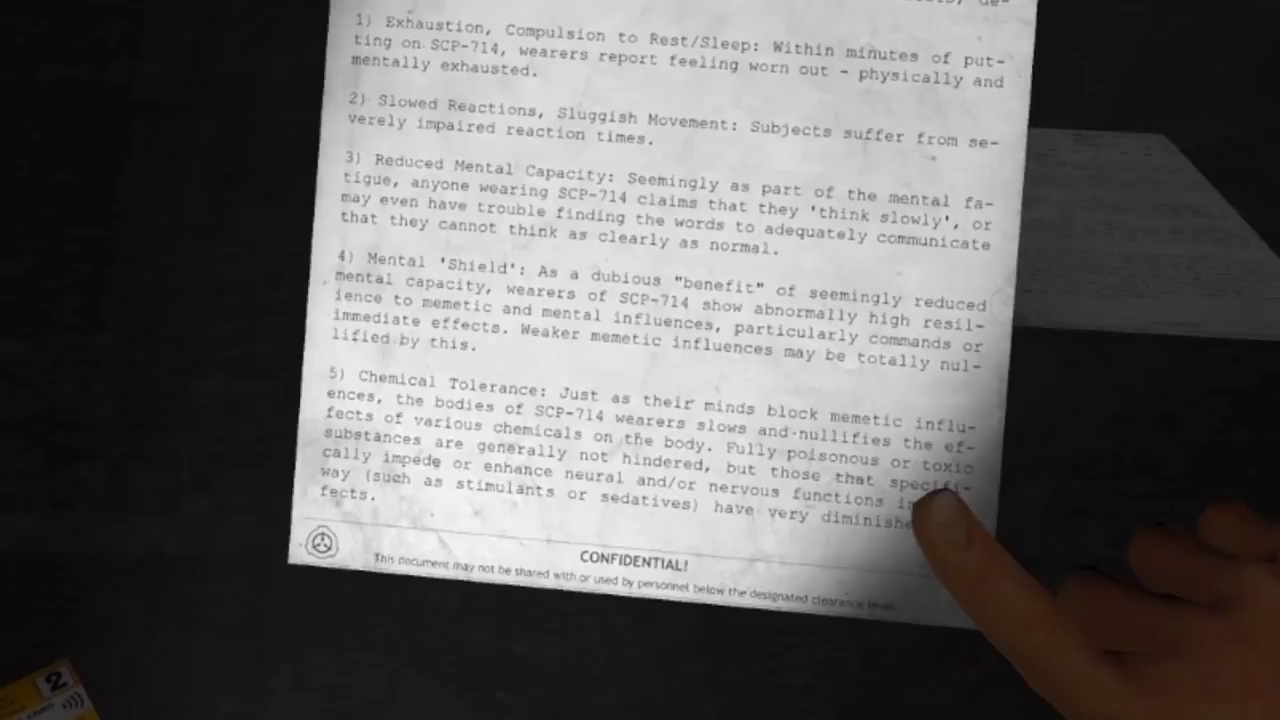 de-
1) Exhaustion, Compulsion to Rest/Sleep: Within minutes of put-
ting on SCP-714, wearers report feeling worn out - physically and
mentally exhausted.
2) Slowed Reactions, Sluggish Movement: Subjects suffer from se-
verely impaired reaction times.
3) Reduced Mental Capacity: Seemingly as part of the mental fa-
tigue, anyone wearing SCP-714 claims that they 'think slowly', or
may even have trouble finding the words to adequately communicate
that they cannot think as clearly as normal.
4) Mental 'Shield': As a dubious "benefit" of seemingly reduced
mental capacity, wearers of SCP-714 show abnormally high resil-
ience to memetic and mental influences, particularly commands or
immediate effects. Weaker memetic influences may be totally nul-
lified by this.
5) Chemical Tolerance: Just as their minds block memetic influ-
ences, the bodies of SCP-714 wearers slows and nullifies the ef-
fects of various chemicals on the body. Fully poisonous or toxic
substances are generally not hindered, but those that specifi-
cally impede or enhance neural and/or nervous functions
way (such as stimulants or sedatives) have very
fects.
CONFIDENTIAL!
This document may not be shared with or used by personnel below the designated clearance level.
2